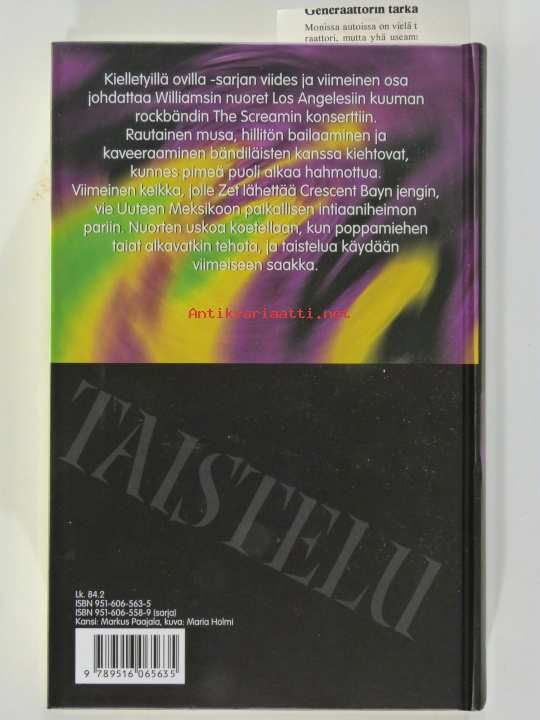 Generaattorin tarka
Monissa autoissa on vielä t
raattori, mutta yhä useam
Kielletyillä ovilla -sarjan viides ja viimeinen osa
johdattaa Williamsin nuoret Los Angelesiin kuuman
rockbändin The Screamin konserttiin.
Rautainen musa, hillitön bailaaminen ja
kaveeraaminen bändiläisten kanssa kiehtovat,
kunnes pimeä puoli alkaa hahmottua.
Viimeinen keikka, jolle Zet lähettää Crescent Bayn jengin,
vie Uuteen Meksikoon paikallisen intiaaniheimon
pariin. Nuorten uskoa koetellaan, kun poppamiehen
taiat alkavatkin tehota, ja taistelua käydään
viimeiseen saakka.
Antikvariaatti.net
TAISTELU
Lk. 84.2
ISBN 951-606-563-5
ISBN 951-606-558-9 (sarja)
Kansi: Markus Paajala, kuva: Maria Holmi
9 789516 065635